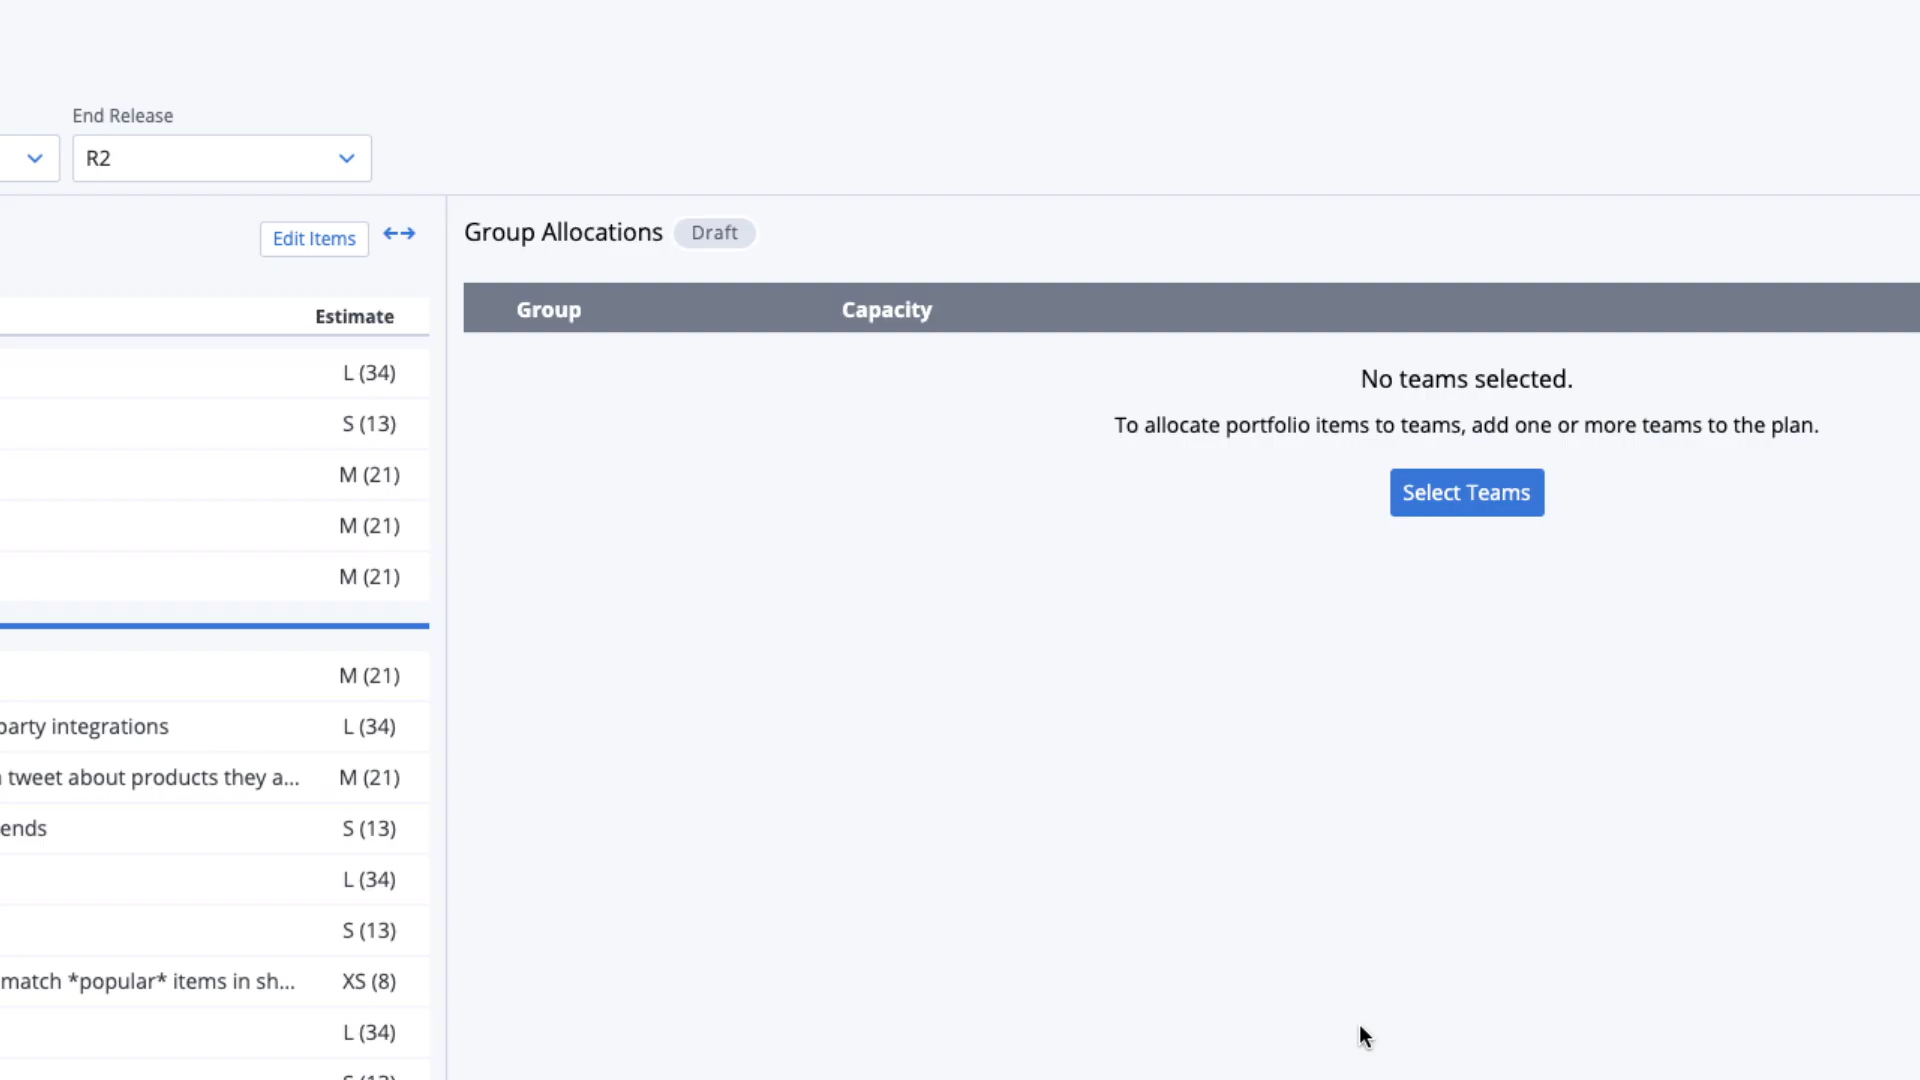 End Release
R2
Edit Items
Estimate
L (34)
S (13)
M (21)
M (21)
M (21)
M (21)
party integrations L (34)
tweet about products they a... M (21)
ends S (13)
L (34)
S (13)
match *popular* items in sh... XS (8)
L (34)
S (13)
Group Allocations Draft
Group Capacity
No teams selected.
To allocate portfolio items to teams, add one or more teams to the plan.
Select Teams